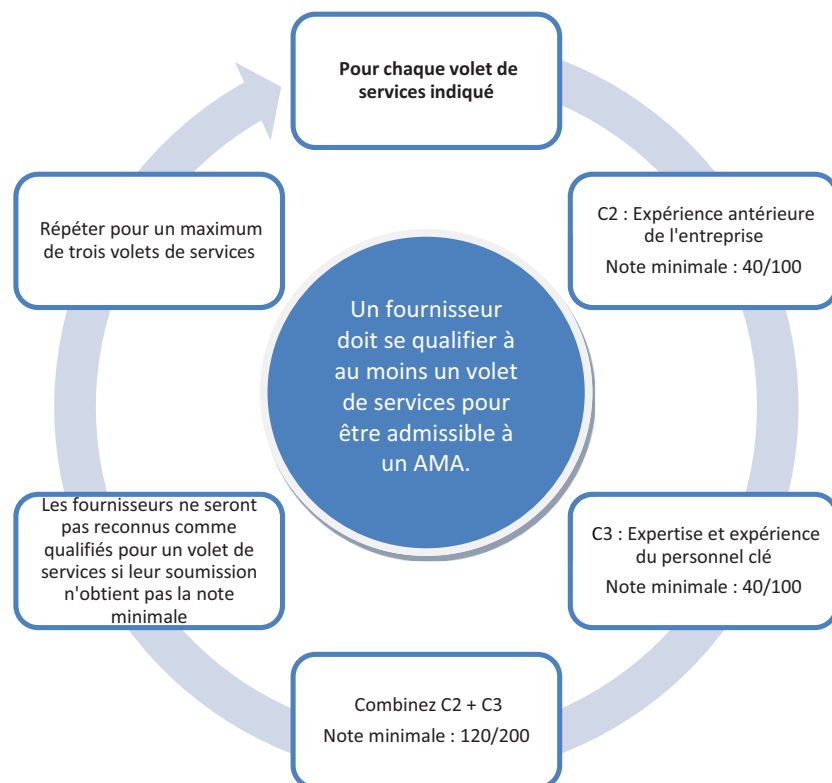 Pour chaque volet de
services indiqué
C2 : Expérience antérieure
de l'entreprise
Note minimale : 40/100
C3 : Expertise et expérience
du personnel clé
Note minimale : 40/100
Combinez C2 + C3
Note minimale : 120/200
Les fournisseurs ne seront
pas reconnus comme
qualifiés pour un volet de
services si leur soumission
n'obtient pas la note
minimale
Répéter pour un maximum
de trois volets de services
Un fournisseur
doit se qualifier à
au moins un volet
de services pour
être admissible à
un AMA.